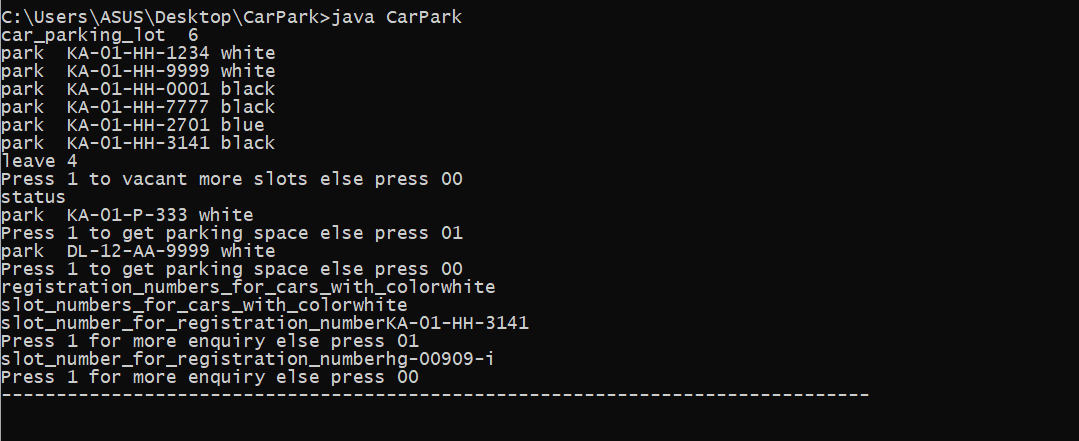 C:\Users\ASUS\Desktop\CarPark>java CarPark
car_parking_lot  6
park  KA-01-HH-1234 white
park  KA-01-HH-9999 white
park  KA-01-HH-0001 black
park  KA-01-HH-7777 black
park  KA-01-HH-2701 blue
park  KA-01-HH-3141 black
leave 4
Press 1 to vacant more slots else press 00
status
park  KA-01-P-333 white
Press 1 to get parking space else press 01
park  DL-12-AA-9999 white
Press 1 to get parking space else press 00
registration_numbers_for_cars_with_colorwhite
slot_numbers_for_cars_with_colorwhite
slot_number_for_registration_numberKA-01-HH-3141
Press 1 for more enquiry else press 01
slot_number_for_registration_numberhg-00909-i
Press 1 for more enquiry else press 00
-------------------------------------------------------------------------------